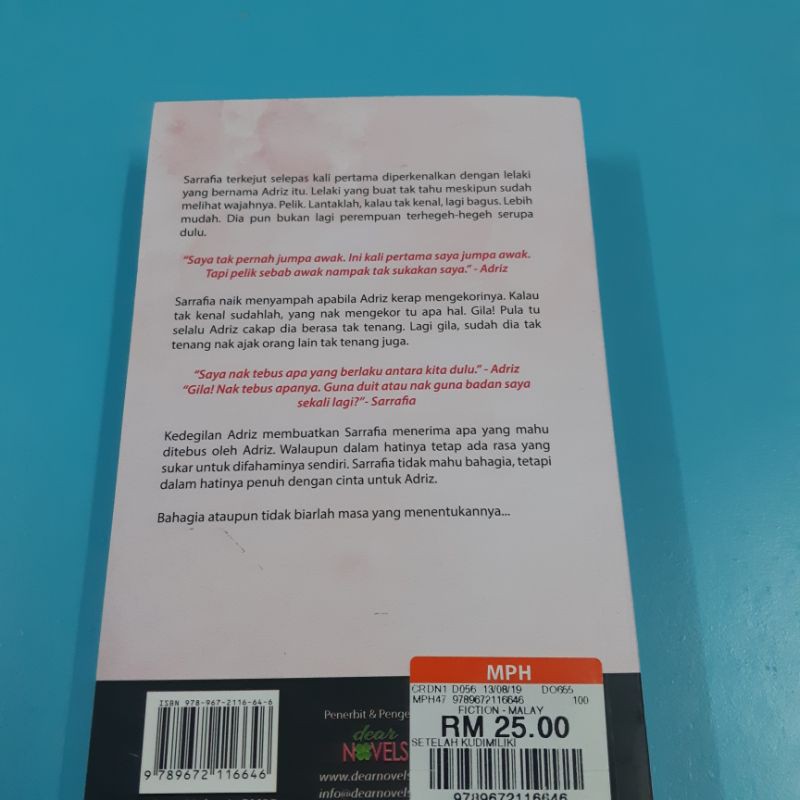 Sarrafia terkejut selepas kali pertama diperkenalkan dengan lelaki
yang bernama Adriz itu. Lelaki yang buat tak tahu meskipun sudah
melihat wajahnya. Pelik. Lantaklah, kalau tak kenal, lagi bagus. Lebih
mudah. Dia pun bukan lagi perempuan terhegeh-hegeh serupa
dulu.
“Saya tak pernah jumpa awak. Ini kali pertama saya jumpa awak.
Tapi pelik sebab awak nampak tak sukakan saya.” - Adriz
Sarrafia naik menyampah apabila Adriz kerap mengekorinya. Kalau
tak kenal sudahlah, yang nak mengekor tu apa hal. Gila! Pula tu
selalu Adriz cakap dia berasa tak tenang. Lagi gila, sudah dia tak
tenang nak ajak orang lain tak tenang juga.
“Saya nak tebus apa yang berlaku antara kita dulu.” - Adriz
“Gila! Nak tebus apanya. Guna duit atau nak guna badan saya
sekali lagi?”- Sarrafia
Kedegilan Adriz membuatkan Sarrafia menerima apa yang mahu
ditebus oleh Adriz. Walaupun dalam hatinya tetap ada rasa yang
sukar untuk difahaminya sendiri. Sarrafia tidak mahu bahagia, tetapi
dalam hatinya penuh dengan cinta untuk Adriz.
Bahagia ataupun tidak biarlah masa yang menentukannya...
ISBN 978-967-2116-64-6
9 789672 116646
Penerbit & Penge
dear
NOVELS
www.dearnovels
info@dearnovel
MPH
CRDN1 D056 13/08/19 DO655
MPH47 9789672116646 100
FICTION - MALAY
RM 25.00
SETELAH KUDIMILIKI
9789672116646